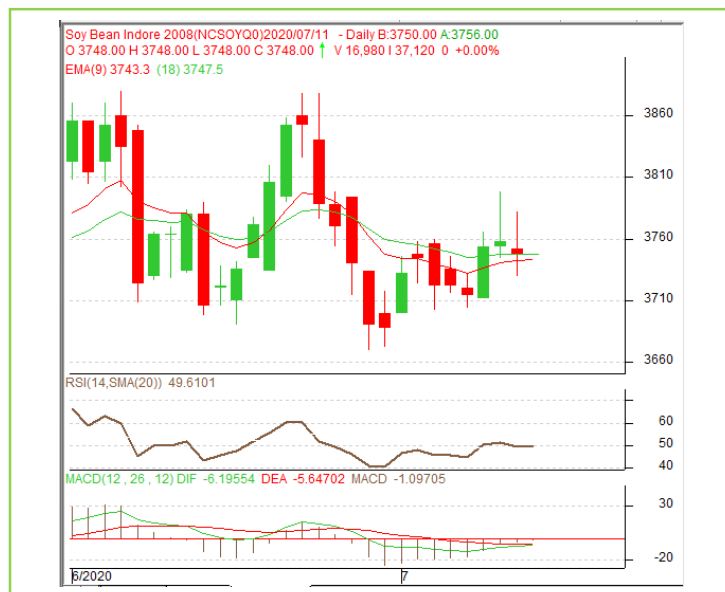 Soy Bean Indore 2008(NCSOYQ0)2020/07/11 - Daily B:3750.00 A:3756.00
O 3748.00 H 3748.00 L 3748.00 C 3748.00 ↑ V 16,980 I 37,120 0 +0.00%
EMA(9) 3743.3 (18) 3747.5
3860
3810
3760
3710
3660
RSI(14,SMA(20)) 49.6101
60
50
40
MACD(12 , 26 , 12) DIF -6.19554 DEA -5.64702 MACD -1.09705
30
-20
6/2020 7